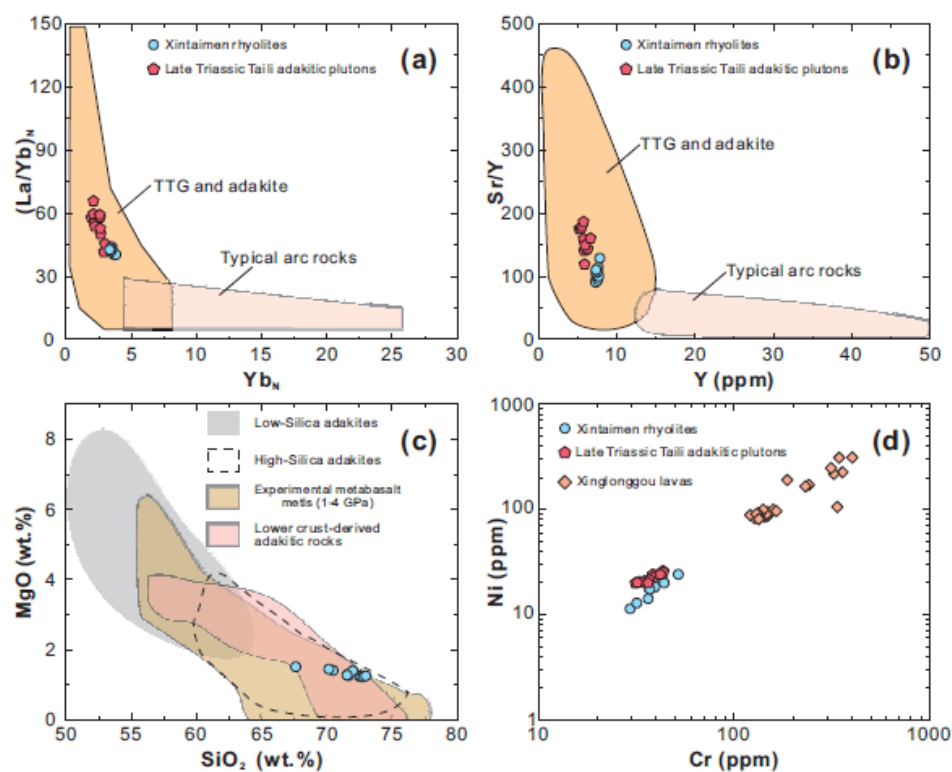 150
120
90
60
30
0
(La/Yb)N
Xintaimen rhyolites
Late Triassic Taili adakitic plutons
(a)
TTG and adakite
Typical arc rocks
0 5 10 15 20 25 30
YbN
500
400
300
200
100
0
Sr/Y
Xintaimen rhyolites
Late Triassic Taili adakitic plutons
(b)
TTG and adakite
Typical arc rocks
0 10 20 30 40 50
Y (ppm)
8
6
4
2
0
MgO (wt.%)
Low-Silica adakites
(c)
High-Silica adakites
Experimental metabasalt
metls (1-4 GPa)
Lower crust-derived
adakitic rocks
50 55 60 65 70 75 80
SiO2 (wt.%)
1000
100
10
1
Ni (ppm)
Xintaimen rhyolites
(d)
Late Triassic Taili adakitic plutons
Xinglonggou lavas
10 100 1000
Cr (ppm)